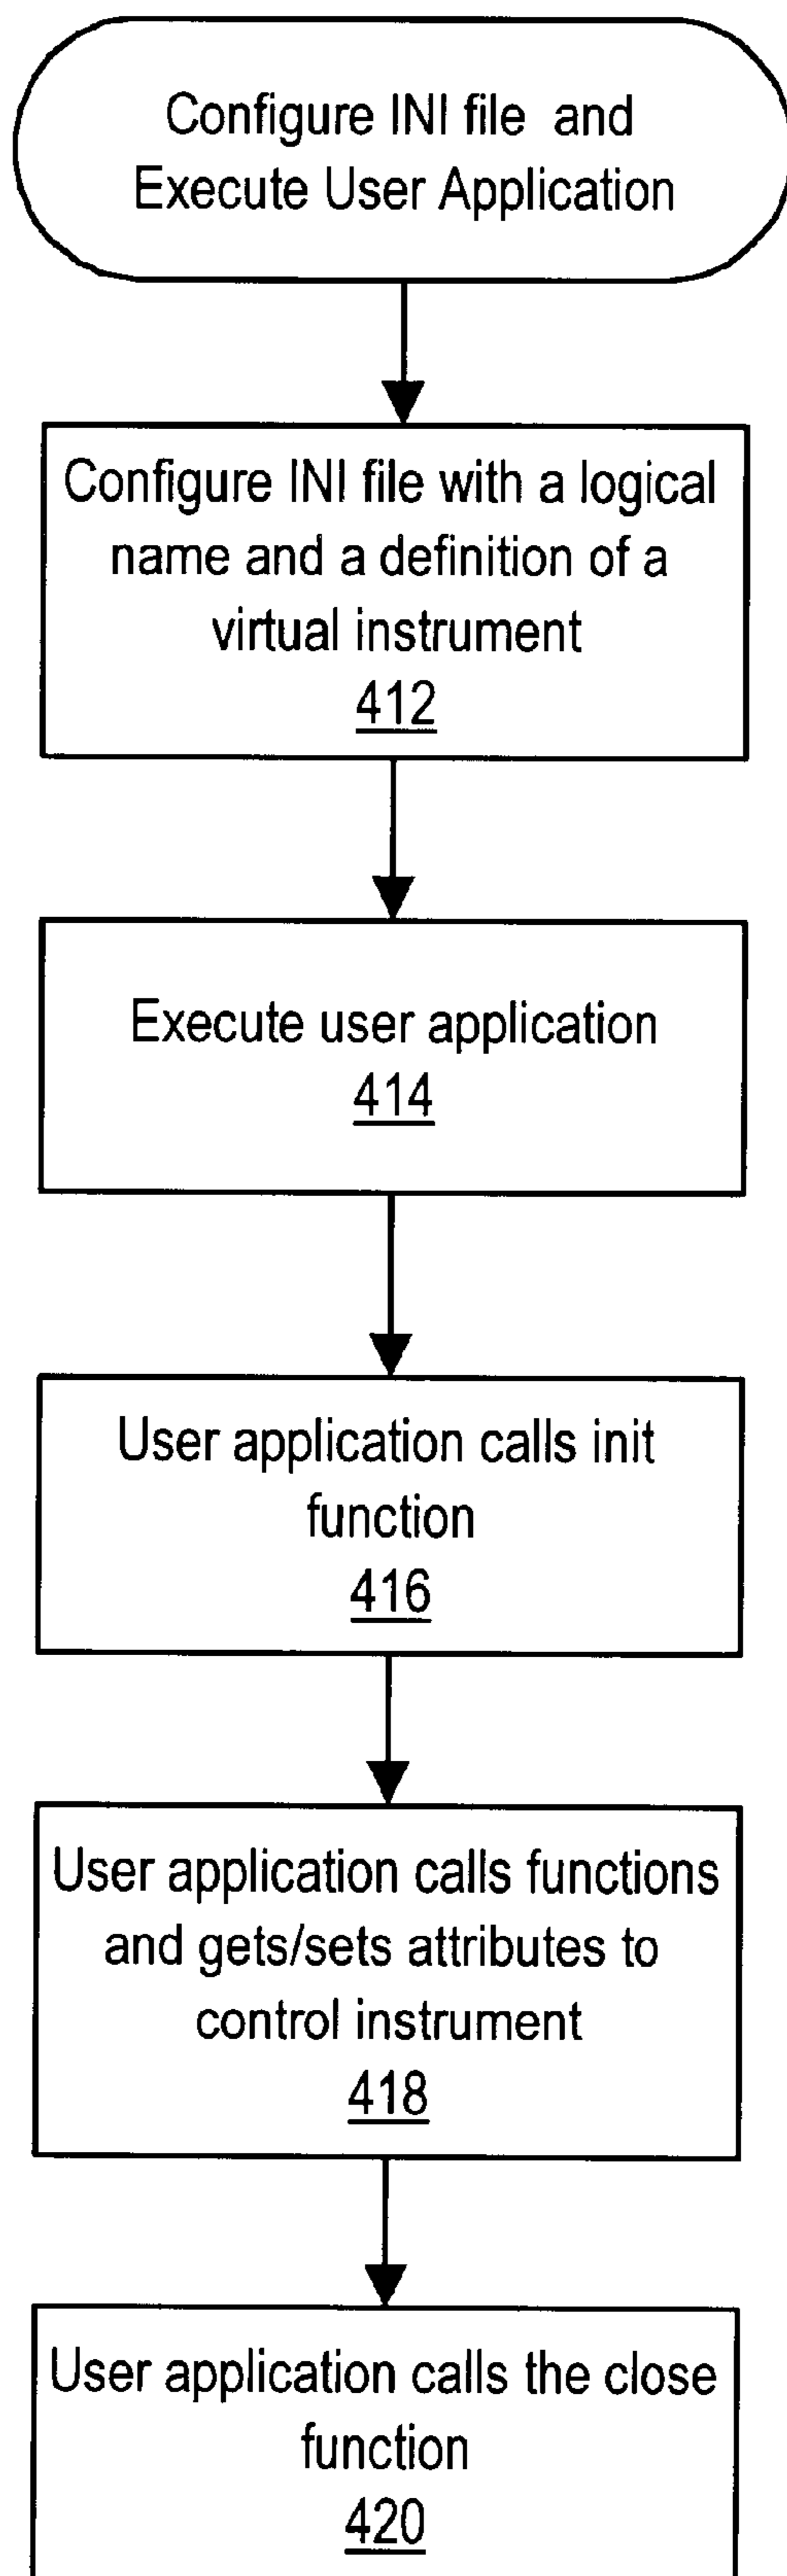 Configure INI file and
Execute User Application
Configure INI file with a logical
name and a definition of a
virtual instrument
412
Execute user application
414
User application calls init
function
416
User application calls functions
and gets/sets attributes to
control instrument
418
User application calls the close
function
420